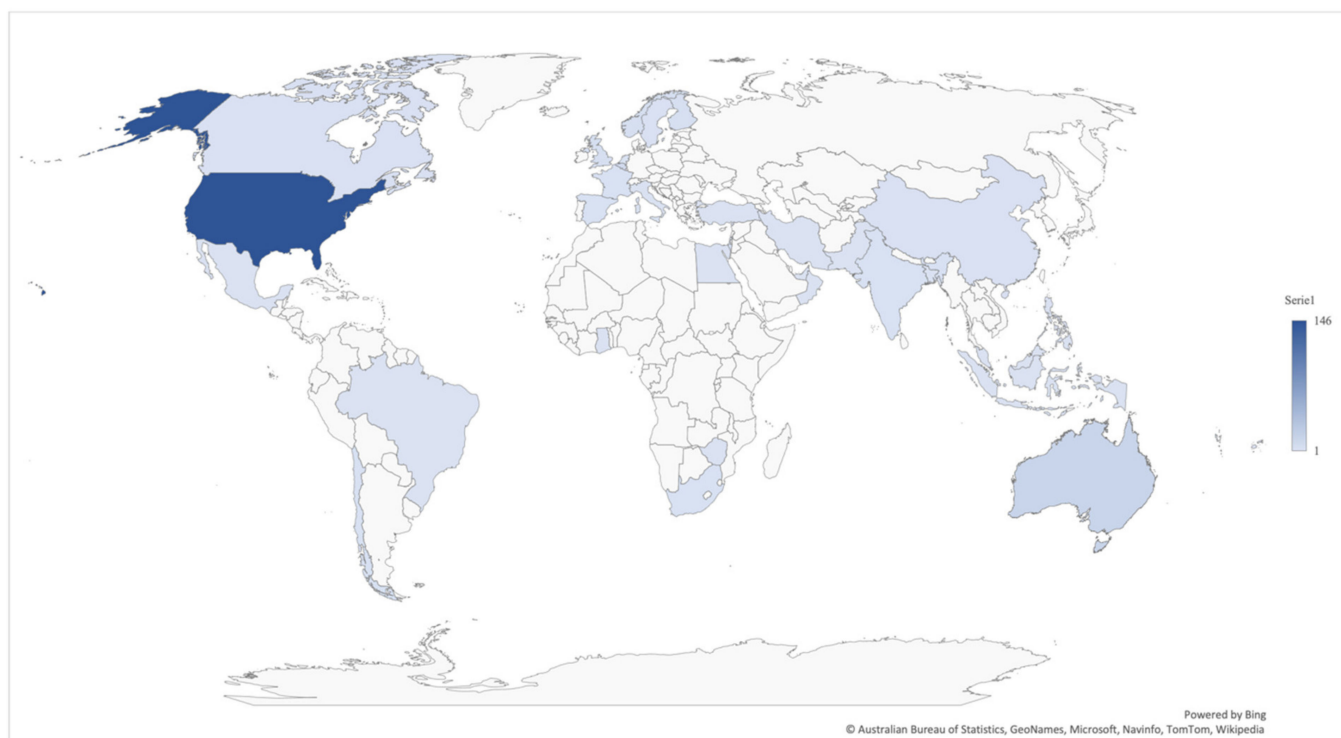 Serie1
146
1
Powered by Bing
© Australian Bureau of Statistics, GeoNames, Microsoft, Navinfo, TomTom, Wikipedia